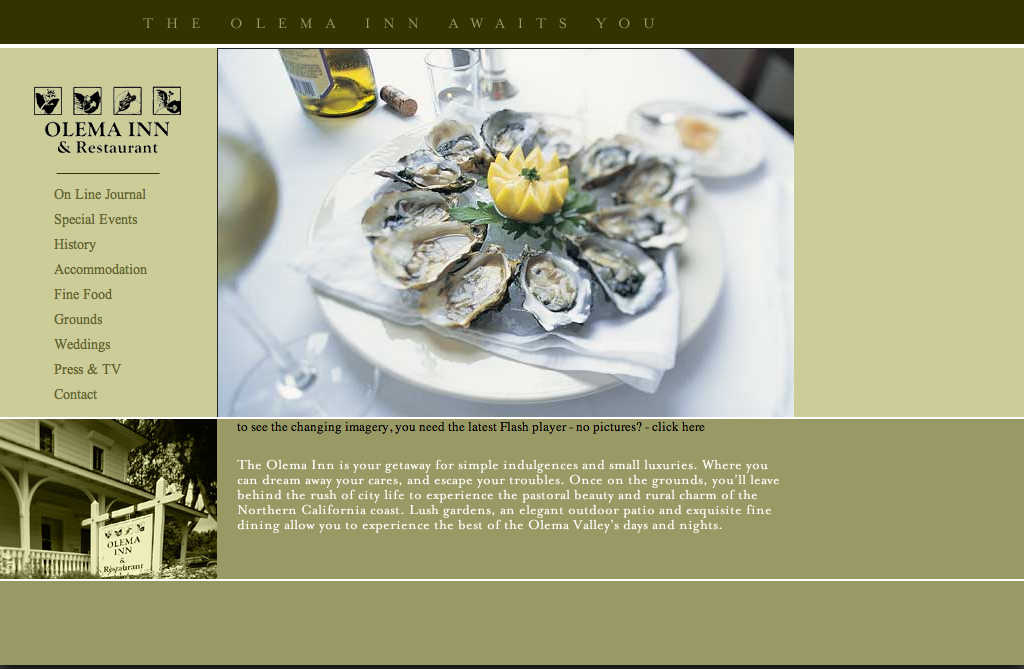 THE OLEMA INN AWAITS YOU
OLEMA INN
& Restaurant
On Line Journal
Special Events
History
Accommodation
Fine Food
Grounds
Weddings
Press & TV
Contact
to see the changing imagery, you need the latest Flash player - no pictures? - click here
The Olema Inn is your getaway for simple indulgences and small luxuries. Where you
can dream away your cares, and escape your troubles. Once on the grounds, you'll leave
behind the rush of city life to experience the pastoral beauty and rural charm of the
Northern California coast. Lush gardens, an elegant outdoor patio and exquisite fine
dining allow you to experience the best of the Olema Valley's days and nights.
OLEMA
INN
&
Restaurant